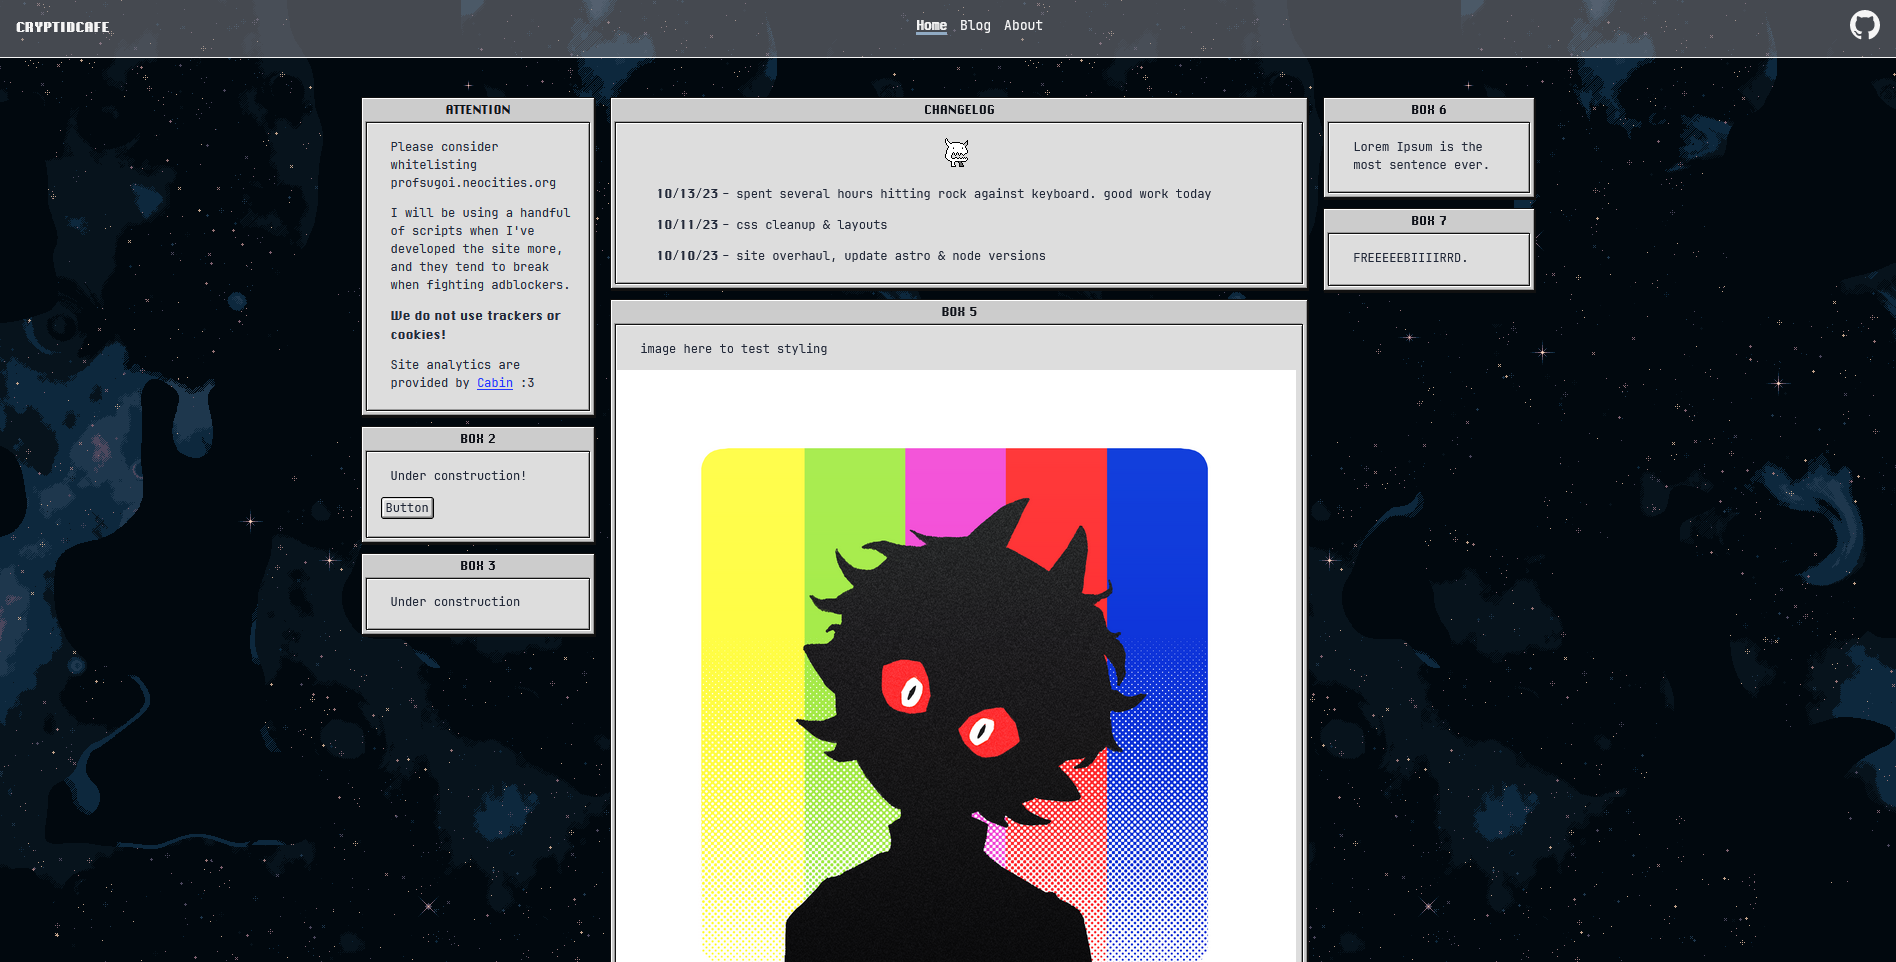 CRYPTIDCAFE
Home Blog About
ATTENTION
Please consider
whitelisting
profsugoi.neocities.org
I will be using a handful
of scripts when I've
developed the site more,
and they tend to break
when fighting adblockers.
We do not use trackers or
cookies!
Site analytics are
provided by Cabin :3
BOX 2
Under construction!
Button
BOX 3
Under construction
CHANGELOG
10/13/23 - spent several hours hitting rock against keyboard. good work today
10/11/23 - css cleanup & layouts
10/10/23 - site overhaul, update astro & node versions
BOX 5
image here to test styling
BOX 6
Lorem Ipsum is the
most sentence ever.
BOX 7
FREEEEEBIIIIRRD.